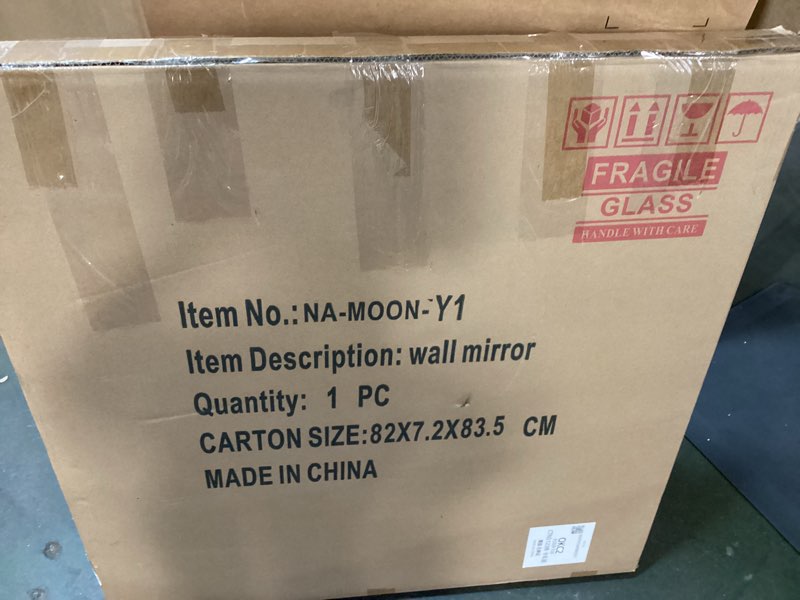 FRAGILE
GLASS
HANDLE WITH CARE
Item No.: NA-MOON-Y1
Item Description: wall mirror
Quantity: 1 PC
CARTON SIZE:82X7.2X83.5 CM
MADE IN CHINA
OKC2